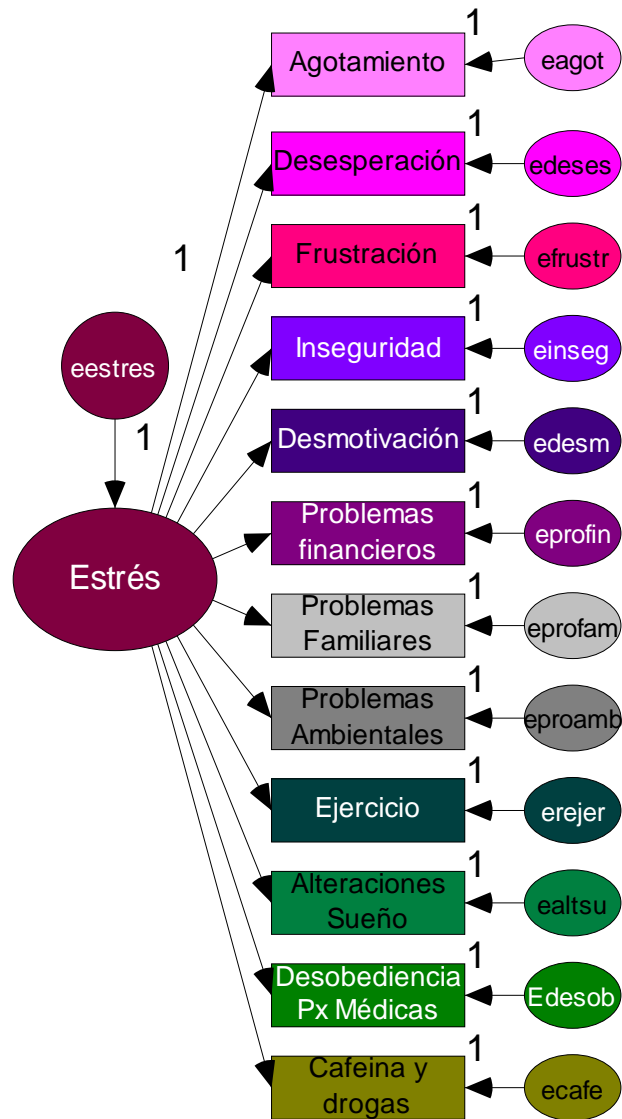 1
Agotamiento
eagot
1
Desesperación
edeses
1
Frustración
efrustr
1
1
Inseguridad
einseg
eestres
1
Desmotivación
edesm
1
1
Problemas
financieros
eprofin
Estrés
1
Problemas
Familiares
eprofam
1
Problemas
Ambientales
eproamb
1
Ejercicio
erejer
1
Alteraciones
Sueño
ealtsu
1
Desobediencia
Px Médicas
Edesob
1
Cafeina y
drogas
ecafe